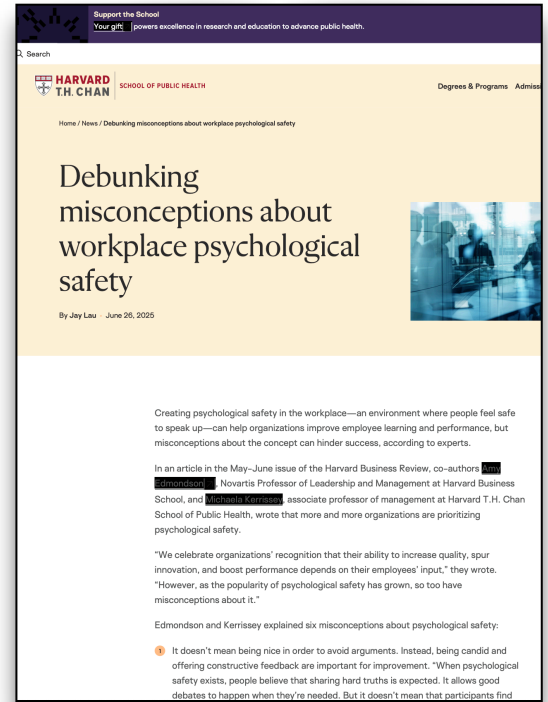 Support the School
Your gift powers excellence in research and education to advance public health.
Search
HARVARD
T.H. CHAN
SCHOOL OF PUBLIC HEALTH
Degrees & Programs Admissi
Home / News / Debunking misconceptions about workplace psychological safety
Debunking
misconceptions about
workplace psychological
safety
By Jay Lau June 26, 2025
Creating psychological safety in the workplace—an environment where people feel safe
to speak up—can help organizations improve employee learning and performance, but
misconceptions about the concept can hinder success, according to experts.
In an article in the May–June issue of the Harvard Business Review, co-authors Amy
Edmondson, Novartis Professor of Leadership and Management at Harvard Business
School, and Michaela Kerrissey, associate professor of management at Harvard T.H. Chan
School of Public Health, wrote that more and more organizations are prioritizing
psychological safety.
“We celebrate organizations’ recognition that their ability to increase quality, spur
innovation, and boost performance depends on their employees’ input,” they wrote.
“However, as the popularity of psychological safety has grown, so too have
misconceptions about it.”
Edmondson and Kerrissey explained six misconceptions about psychological safety:
1 It doesn’t mean being nice in order to avoid arguments. Instead, being candid and
offering constructive feedback are important for improvement. “When psychological
safety exists, people believe that sharing hard truths is expected. It allows good
debates to happen when they’re needed. But it doesn’t mean that participants find